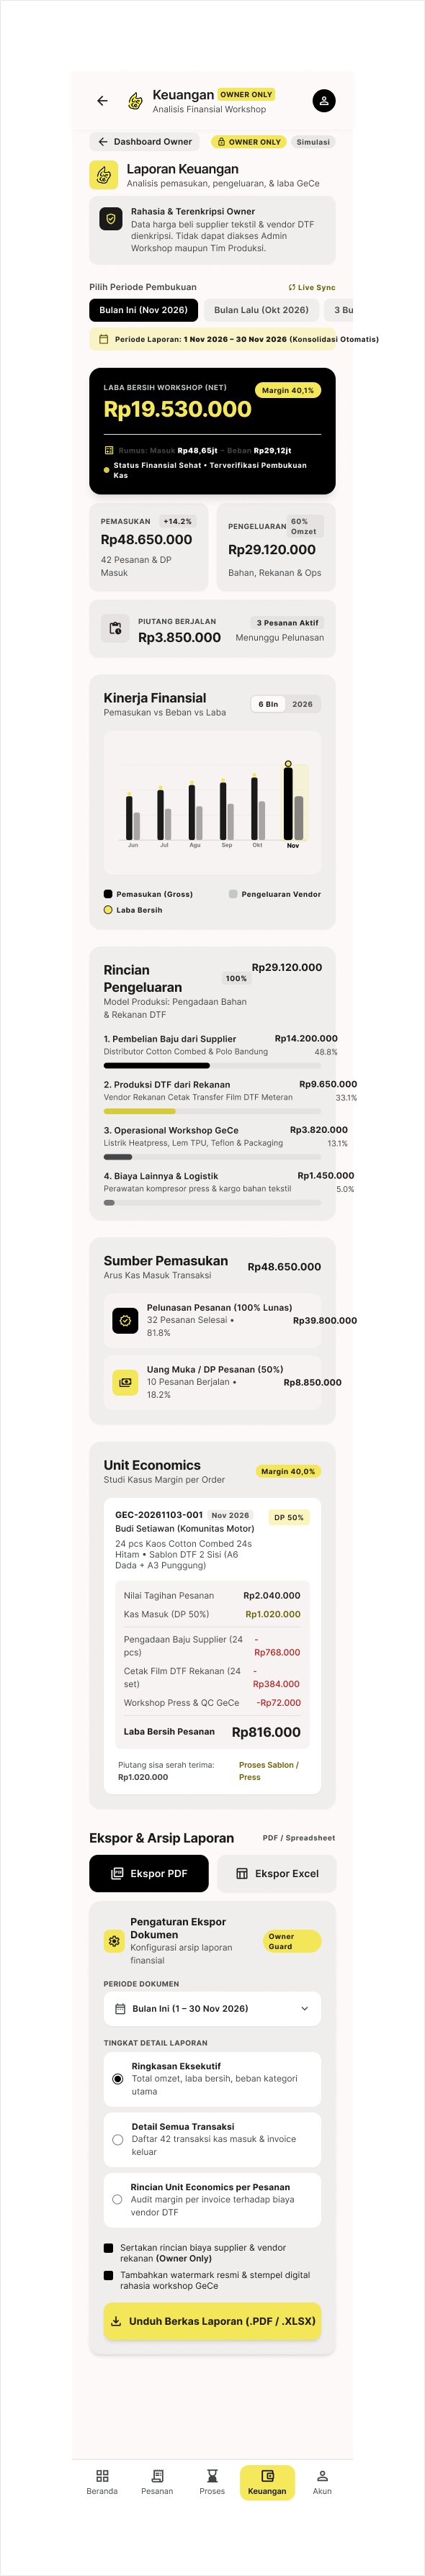 Keuangan OWNER ONLY
Analisis Finansial Workshop
Dashboard Owner
OWNER ONLY
Simulasi
Laporan Keuangan
Analisis pemasukan, pengeluaran, & laba GeCe
Rahasia & Terenkripsi Owner
Data harga beli supplier tekstil & vendor DTF
dienkripsi. Tidak dapat diakses Admin
Workshop maupun Tim Produksi.
Pilih Periode Pembukuan
Live Sync
Bulan Ini (Nov 2026)
Bulan Lalu (Okt 2026)
3 Bu
Periode Laporan: 1 Nov 2026 – 30 Nov 2026 (Konsolidasi Otomatis)
LABA BERSIH WORKSHOP (NET)
Margin 40,1%
Rp19.530.000
Rumus: Masuk Rp48,65jt − Beban Rp29,12jt
Status Finansial Sehat • Terverifikasi Pembukuan
Kas
PEMASUKAN
+14.2%
Rp48.650.000
42 Pesanan & DP
Masuk
PENGELUARAN
60%
Omzet
Rp29.120.000
Bahan, Rekanan & Ops
PIUTANG BERJALAN
3 Pesanan Aktif
Rp3.850.000
Menunggu Pelunasan
Kinerja Finansial
Pemasukan vs Beban vs Laba
6 Bln
2026
Jun
Jul
Agu
Sep
Okt
Nov
Pemasukan (Gross)
Pengeluaran Vendor
Laba Bersih
Rincian
Pengeluaran
100%
Rp29.120.000
Model Produksi: Pengadaan Bahan
& Rekanan DTF
1. Pembelian Baju dari Supplier
Rp14.200.000
Distributor Cotton Combed & Polo Bandung
48.8%
2. Produksi DTF dari Rekanan
Rp9.650.000
Vendor Rekanan Cetak Transfer Film DTF Meteran
33.1%
3. Operasional Workshop GeCe
Rp3.820.000
Listrik Heatpress, Lem TPU, Teflon & Packaging
13.1%
4. Biaya Lainnya & Logistik
Rp1.450.000
Perawatan kompresor press & kargo bahan tekstil
5.0%
Sumber Pemasukan
Arus Kas Masuk Transaksi
Rp48.650.000
Pelunasan Pesanan (100% Lunas)
32 Pesanan Selesai •
81.8%
Rp39.800.000
Uang Muka / DP Pesanan (50%)
10 Pesanan Berjalan •
18.2%
Rp8.850.000
Unit Economics
Studi Kasus Margin per Order
Margin 40,0%
GEC-20261103-001
Nov 2026
DP 50%
Budi Setiawan (Komunitas Motor)
24 pcs Kaos Cotton Combed 24s
Hitam • Sablon DTF 2 Sisi (A6
Dada + A3 Punggung)
Nilai Tagihan Pesanan
Rp2.040.000
Kas Masuk (DP 50%)
Rp1.020.000
Pengadaan Baju Supplier (24
pcs)
-
Rp768.000
Cetak Film DTF Rekanan (24
set)
-
Rp384.000
Workshop Press & QC GeCe
-Rp72.000
Laba Bersih Pesanan
Rp816.000
Piutang sisa serah terima:
Rp1.020.000
Proses Sablon /
Press
Ekspor & Arsip Laporan
PDF / Spreadsheet
Ekspor PDF
Ekspor Excel
Pengaturan Ekspor
Dokumen
Konfigurasi arsip laporan
finansial
Owner
Guard
PERIODE DOKUMEN
Bulan Ini (1 – 30 Nov 2026)
TINGKAT DETAIL LAPORAN
Ringkasan Eksekutif
Total omzet, laba bersih, beban kategori
utama
Detail Semua Transaksi
Daftar 42 transaksi kas masuk & invoice
keluar
Rincian Unit Economics per Pesanan
Audit margin per invoice terhadap biaya
vendor DTF
Sertakan rincian biaya supplier & vendor
rekanan (Owner Only)
Tambahkan watermark resmi & stempel digital
rahasia workshop GeCe
Unduh Berkas Laporan (.PDF / .XLSX)
Beranda
Pesanan
Proses
Keuangan
Akun